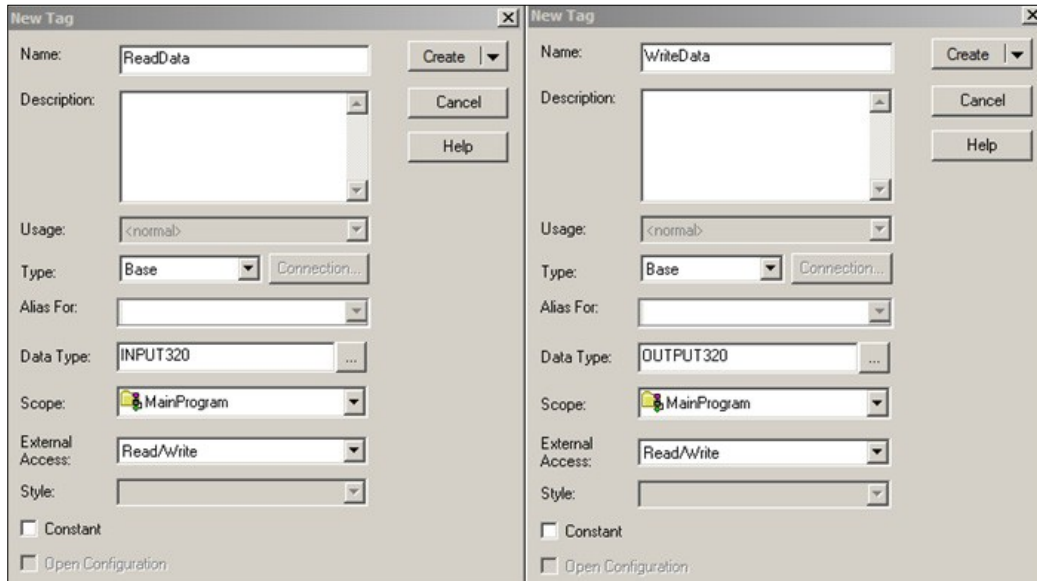 New Tag
Name:
ReadData
Create
Description:
Cancel
Help
Usage:
<normal>
Type:
Base
Connection...
Alias For:
Data Type:
INPUT320
...
Scope:
MainProgram
External
Access:
Read/Write
Style:
Constant
Open Configuration
New Tag
Name:
WriteData
Create
Description:
Cancel
Help
Usage:
<normal>
Type:
Base
Connection...
Alias For:
Data Type:
OUTPUT320
...
Scope:
MainProgram
External
Access:
Read/Write
Style:
Constant
Open Configuration